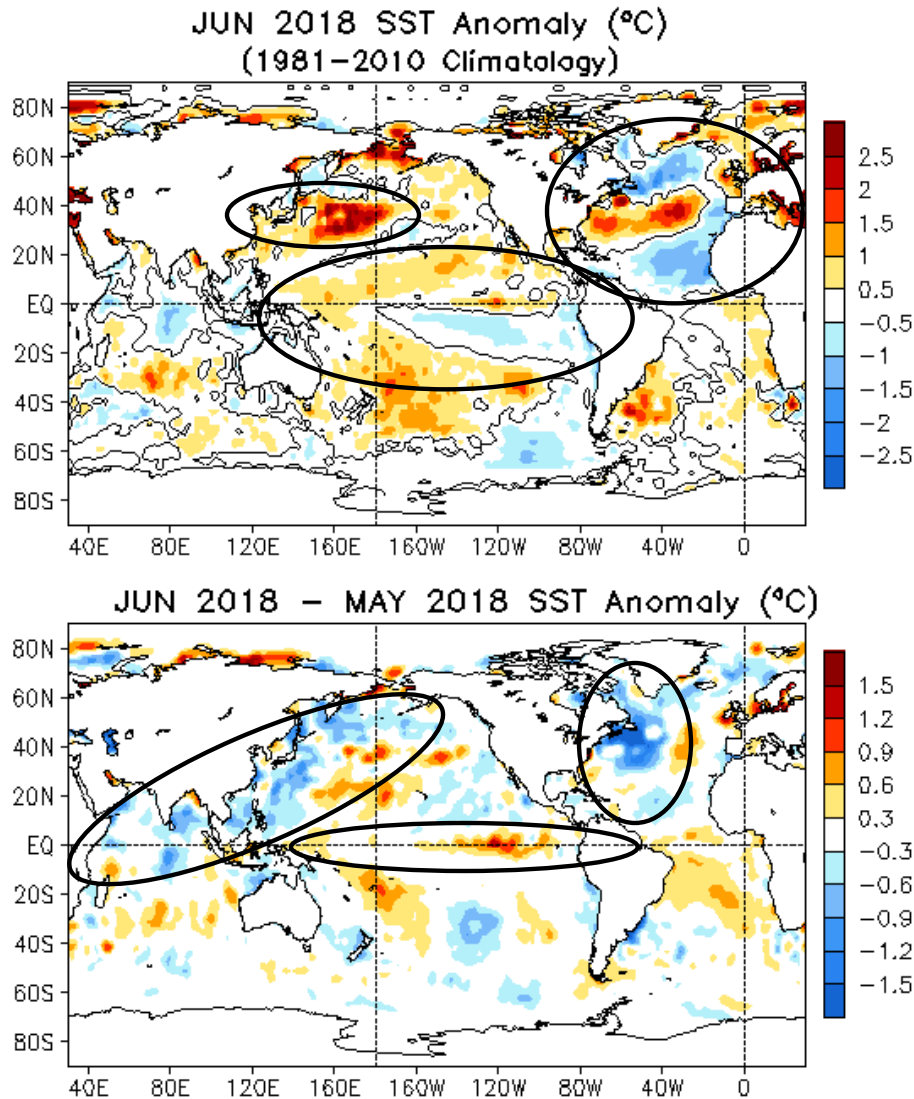 JUN 2018 SST Anomaly (°C)
(1981–2010 Climatology)
80N
60N
40N
20N
EQ
20S
40S
60S
80S
40E 80E 120E 160E 160W 120W 80W 40W 0
2.5
2
1.5
1
0.5
−0.5
−1
−1.5
−2
−2.5
JUN 2018 – MAY 2018 SST Anomaly (°C)
80N
60N
40N
20N
EQ
20S
40S
60S
80S
40E 80E 120E 160E 160W 120W 80W 40W 0
1.5
1.2
0.9
0.6
0.3
−0.3
−0.6
−0.9
−1.2
−1.5